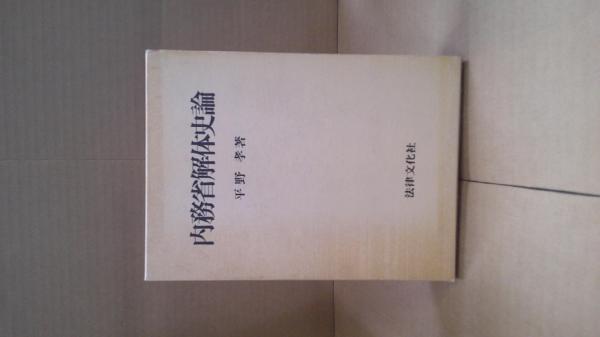 内務省解体史論
平野 孝著
法律文化社